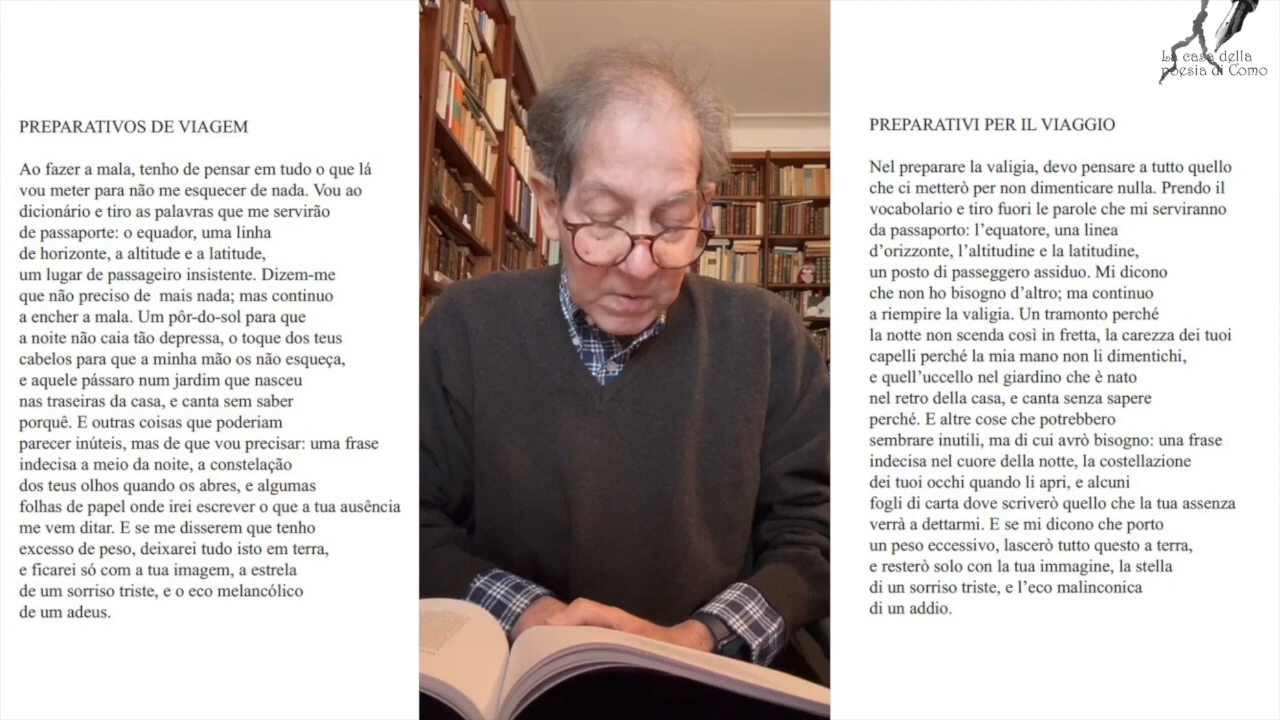 PREPARATIVOS DE VIAGEM
Ao fazer a mala, tenho de pensar em tudo o que lá
vou meter para não me esquecer de nada. Vou ao
dicionário e tiro as palavras que me servirão
de passaporte: o equador, uma linha
de horizonte, a altitude e a latitude,
um lugar de passageiro insistente. Dizem-me
que não preciso de  mais nada; mas continuo
a encher a mala. Um pôr-do-sol para que
a noite não caia tão depressa, o toque dos teus
cabelos para que a minha mão os não esqueça,
e aquele pássaro num jardim que nasceu
nas traseiras da casa, e canta sem saber
porquê. E outras coisas que poderiam
parecer inúteis, mas de que vou precisar: uma frase
indecisa a meio da noite, a constelação
dos teus olhos quando os abres, e algumas
folhas de papel onde irei escrever o que a tua ausência
me vem ditar. E se me disserem que tenho
excesso de peso, deixarei tudo isto em terra,
e ficarei só com a tua imagem, a estrela
de um sorriso triste, e o eco melancólico
de um adeus.
La casa della
poesia di Como
PREPARATIVI PER IL VIAGGIO
Nel preparare la valigia, devo pensare a tutto quello
che ci metterò per non dimenticare nulla. Prendo il
vocabolario e tiro fuori le parole che mi serviranno
da passaporto: l’equatore, una linea
d’orizzonte, l’altitudine e la latitudine,
un posto di passeggero assiduo. Mi dicono
che non ho bisogno d’altro; ma continuo
a riempire la valigia. Un tramonto perché
la notte non scenda così in fretta, la carezza dei tuoi
capelli perché la mia mano non li dimentichi,
e quell’uccello nel giardino che è nato
nel retro della casa, e canta senza sapere
perché. E altre cose che potrebbero
sembrare inutili, ma di cui avrò bisogno: una frase
indecisa nel cuore della notte, la costellazione
dei tuoi occhi quando li apri, e alcuni
fogli di carta dove scriverò quello che la tua assenza
verrà a dettarmi. E se mi dicono che porto
un peso eccessivo, lascerò tutto questo a terra,
e resterò solo con la tua immagine, la stella
di un sorriso triste, e l’eco malinconica
di un addio.